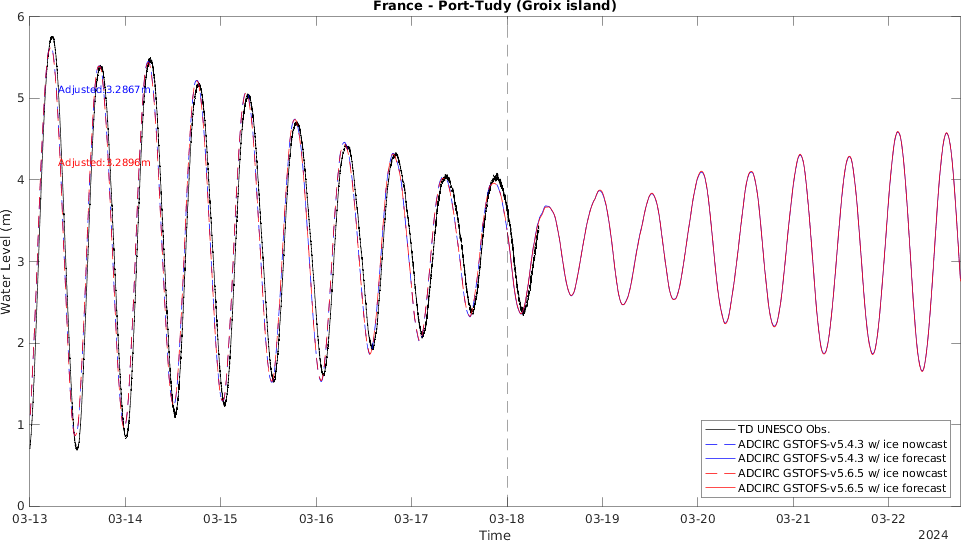 France - Port-Tudy (Groix island)
6
5
4
3
2
1
0
Water Level (m)
Adjusted:3.2867m
Adjusted:3.2896m
TD UNESCO Obs.
ADCIRC GSTOFS-v5.4.3 w/ ice nowcast
ADCIRC GSTOFS-v5.4.3 w/ ice forecast
ADCIRC GSTOFS-v5.6.5 w/ ice nowcast
ADCIRC GSTOFS-v5.6.5 w/ ice forecast
03-13 03-14 03-15 03-16 03-17 03-18 03-19 03-20 03-21 03-22
Time
2024